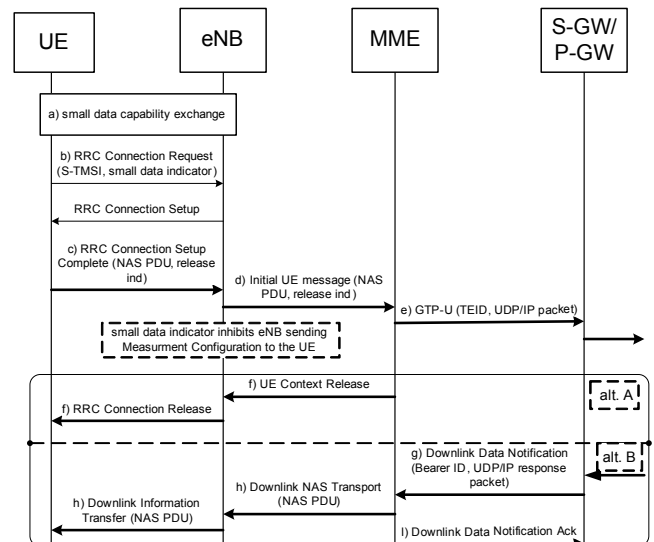 UE
eNB
MME
S-GW/
P-GW
a) small data capability exchange
b) RRC Connection Request
(S-TMSI, small data indicator)
RRC Connection Setup
c) RRC Connection Setup
Complete (NAS PDU, release
ind)
d) Initial UE message (NAS
PDU, release ind )
e) GTP-U (TEID, UDP/IP packet)
small data indicator inhibits eNB sending
Measurment Configuration to the UE
f) UE Context Release
alt. A
f) RRC Connection Release
alt. B
g) Downlink Data Notification
(Bearer ID, UDP/IP response
packet)
h) Downlink NAS Transport
(NAS PDU)
h) Downlink Information
Transfer (NAS PDU)
I) Downlink Data Notification Ack